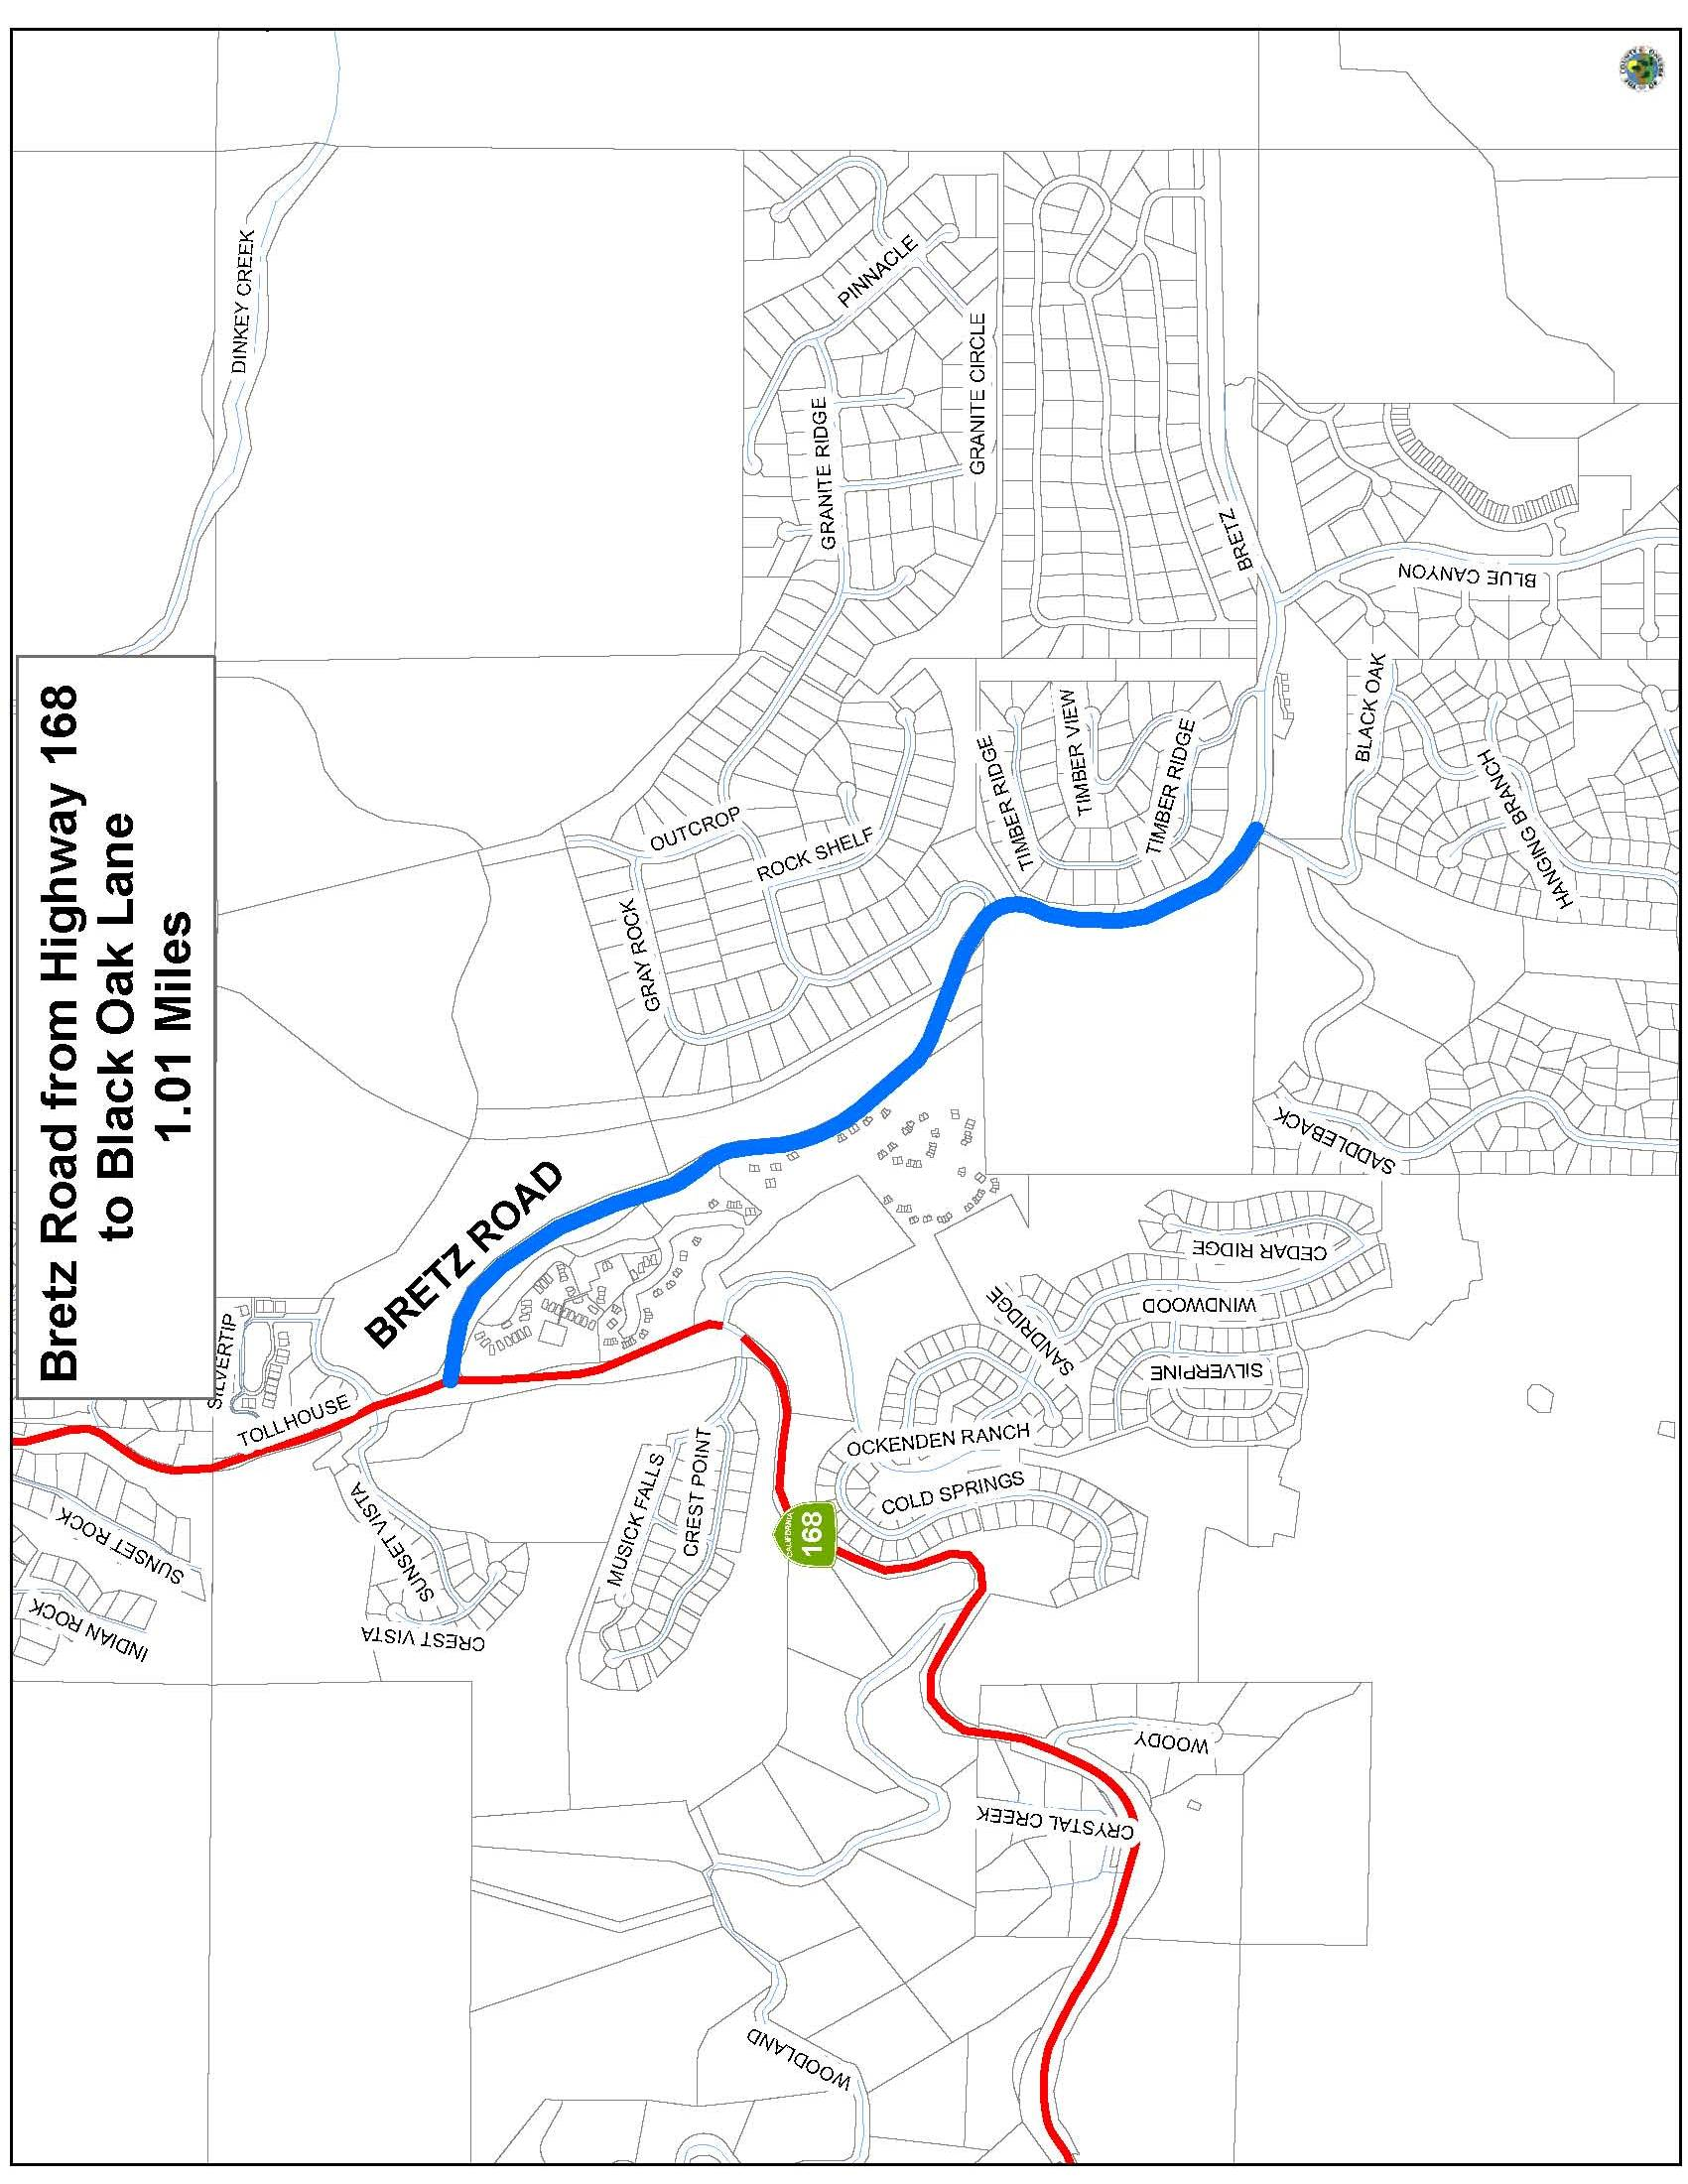 Bretz Road from Highway 168
to Black Oak Lane
1.01 Miles
DINKEY CREEK
PINNACLE
GRANITE CIRCLE
GRANITE RIDGE
BRETZ
BLUE CANYON
BLACK OAK
HANGING BRANCH
TIMBER RIDGE
TIMBER VIEW
TIMBER RIDGE
OUTCROP
ROCK SHELF
GRAY ROCK
SADDLEBACK
BRETZ ROAD
CEDAR RIDGE
WINDWOOD
SANDRIDGE
SILVERPINE
SILVERTIP
TOLLHOUSE
OCKENDEN RANCH
COLD SPRINGS
MUSICK FALLS
CREST POINT
CALIFORNIA
168
SUNSET ROCK
INDIAN ROCK
SUNSET VISTA
CREST VISTA
WOODY
CRYSTAL CREEK
WOODLAND